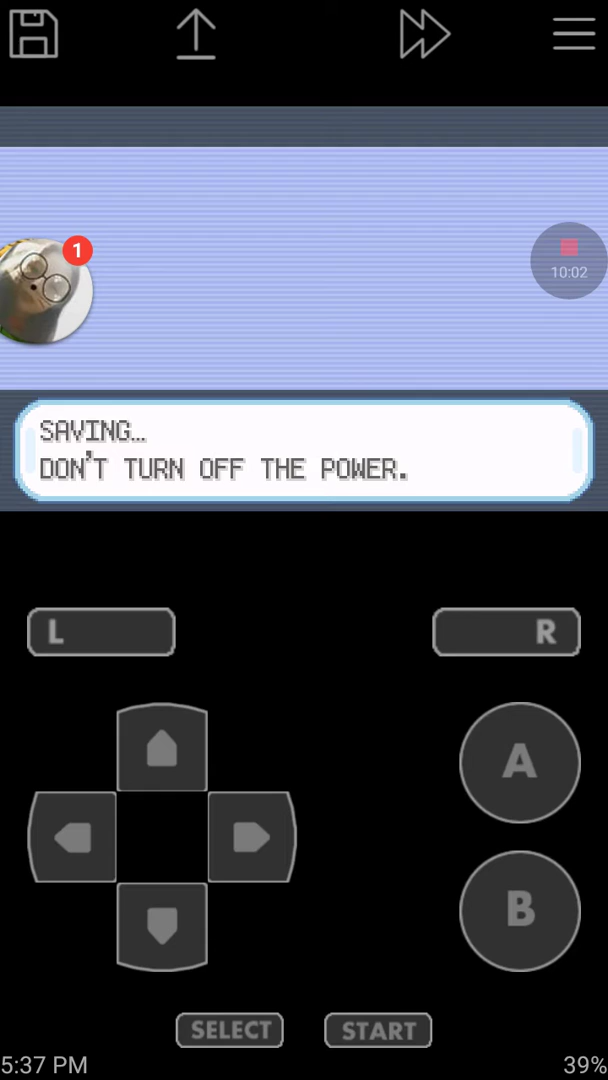 1
10:02
SAVING…
DON'T TURN OFF THE POWER.
L
R
A
B
SELECT
START
5:37 PM
39%